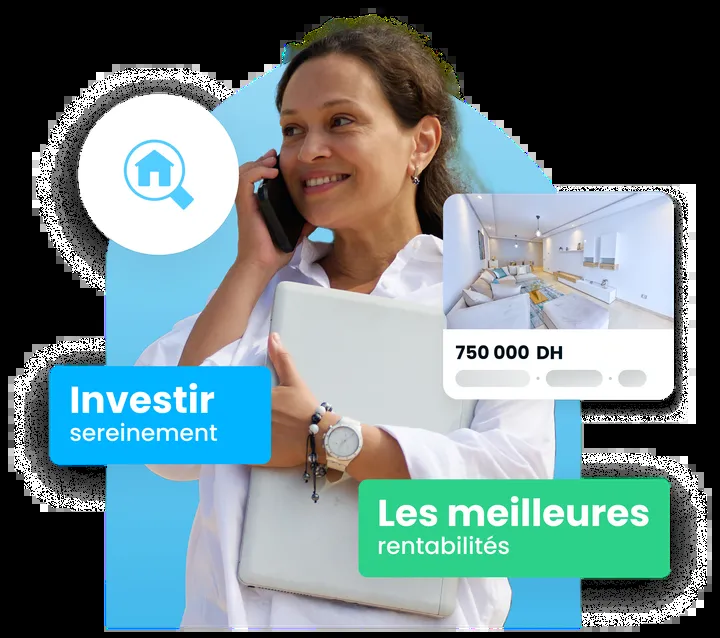 750 000 DH
Investir
sereinement
Les meilleures
rentabilités